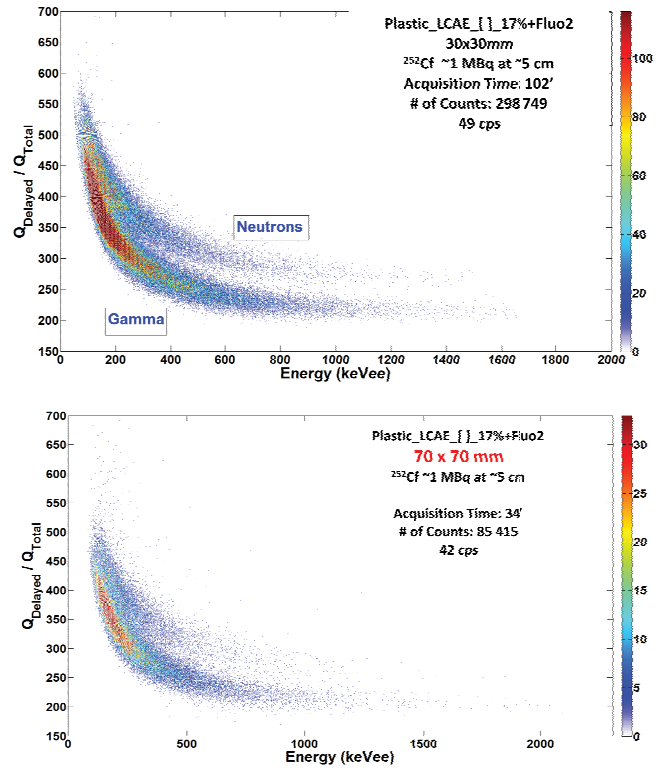 700
650
600
550
500
450
400
350
300
250
200
150
Q_Delayed / Q_Total
Plastic_LCAE_[ ]_17%+Fluo2
30x30mm
²⁵²Cf ~1 MBq at ~5 cm
Acquisition Time: 102'
# of Counts: 298 749
49 cps
Neutrons
Gamma
0 200 400 600 800 1000 1200 1400 1600 1800 2000
Energy (keVee)
100
80
60
40
20
0
700
650
600
550
500
450
400
350
300
250
200
150
Q_Delayed / Q_Total
Plastic_LCAE_[ ]_17%+Fluo2
70 x 70 mm
²⁵²Cf ~1 MBq at ~5 cm
Acquisition Time: 34'
# of Counts: 85 415
42 cps
0 500 1000 1500 2000
Energy (keVee)
30
25
20
15
10
5
0